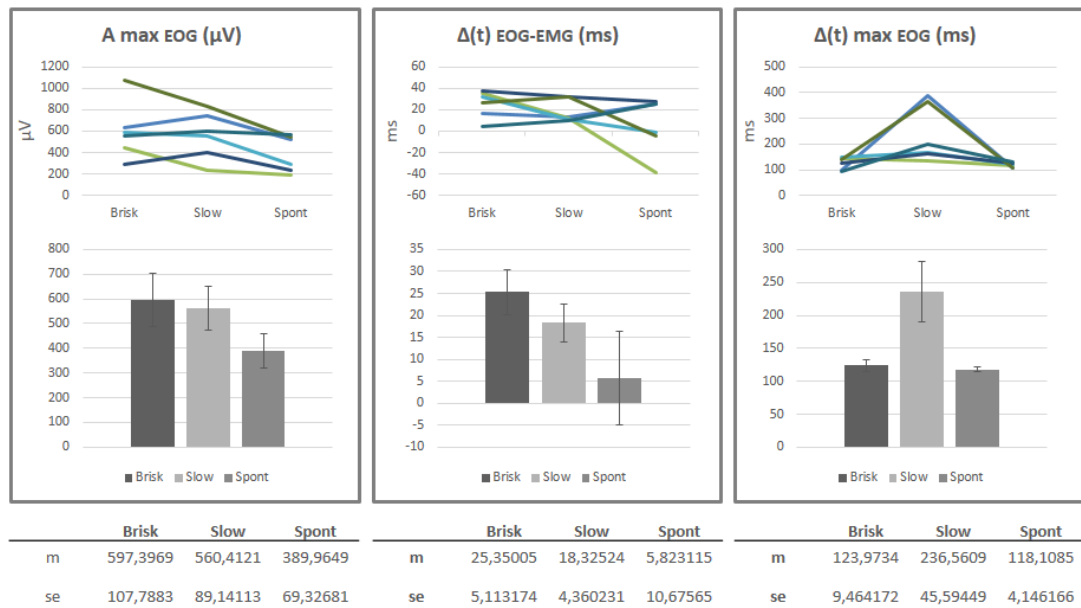 A max EOG (µV)
1200
1000
800
600
400
200
0
µV
Brisk Slow Spont
800
700
600
500
400
300
200
100
0
Brisk Slow Spont
Δ(t) EOG-EMG (ms)
60
40
20
0
-20
-40
-60
ms
Brisk Slow Spont
35
30
25
20
15
10
5
0
-5
-10
Brisk Slow Spont
Δ(t) max EOG (ms)
500
400
300
200
100
0
ms
Brisk Slow Spont
300
250
200
150
100
50
0
Brisk Slow Spont
Brisk Slow Spont
m 597,3969 560,4121 389,9649
se 107,7883 89,14113 69,32681
Brisk Slow Spont
m 25,35005 18,32524 5,823115
se 5,113174 4,360231 10,67565
Brisk Slow Spont
m 123,9734 236,5609 118,1085
se 9,464172 45,59449 4,146166